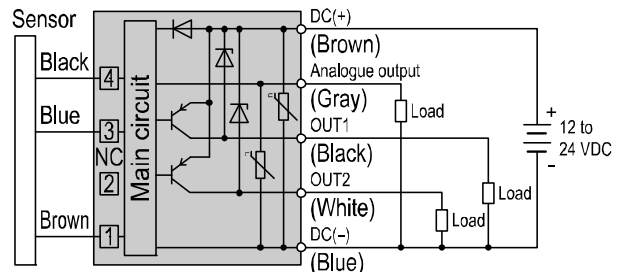 Sensor
Black
Blue
Brown
4
3
NC
2
1
Main circuit
DC(+)
(Brown)
Analogue output
(Gray)
OUT1
(Black)
OUT2
(White)
DC(−)
(Blue)
Load
Load
Load
+
12 to
24 VDC
−